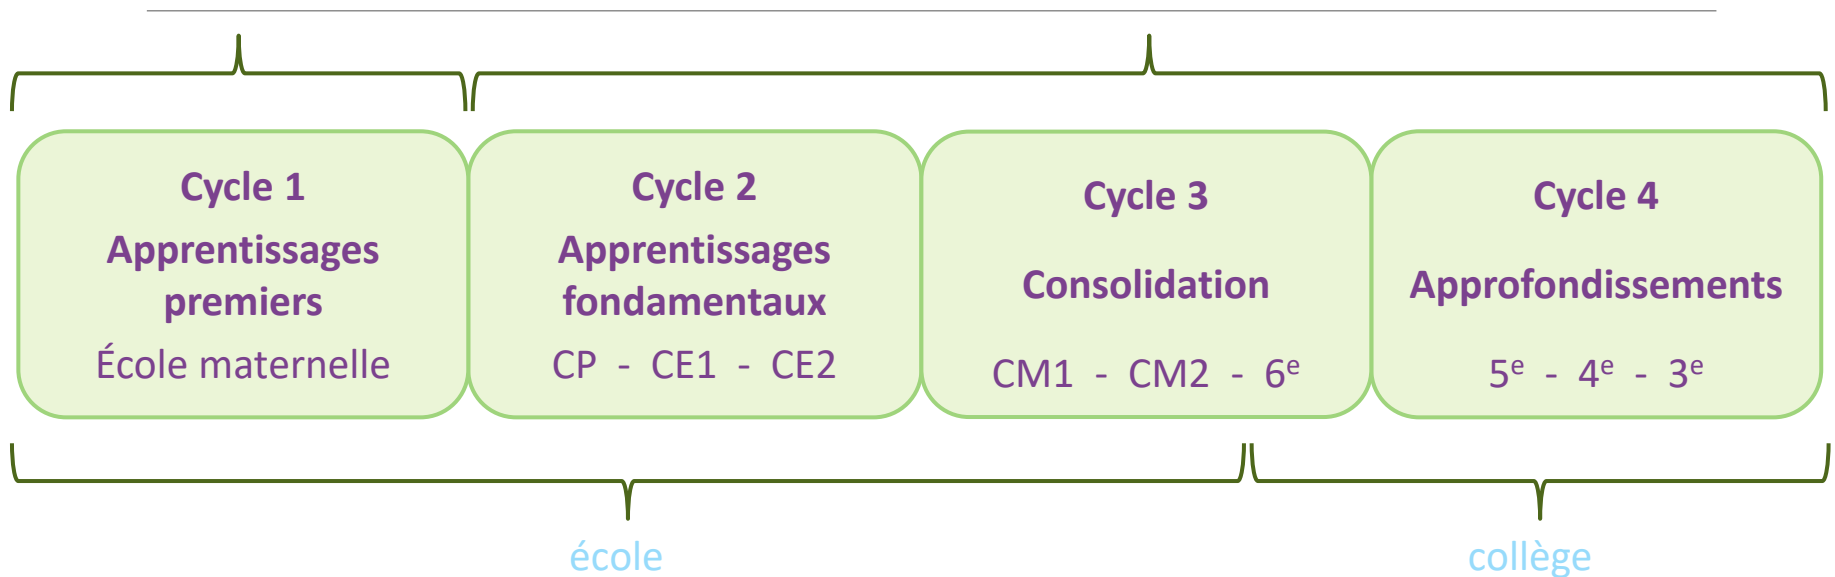 Cycle 1
Apprentissages
premiers
École maternelle
Cycle 2
Apprentissages
fondamentaux
CP - CE1 - CE2
Cycle 3
Consolidation
CM1 - CM2 - 6e
Cycle 4
Approfondissements
5e - 4e - 3e
école
collège